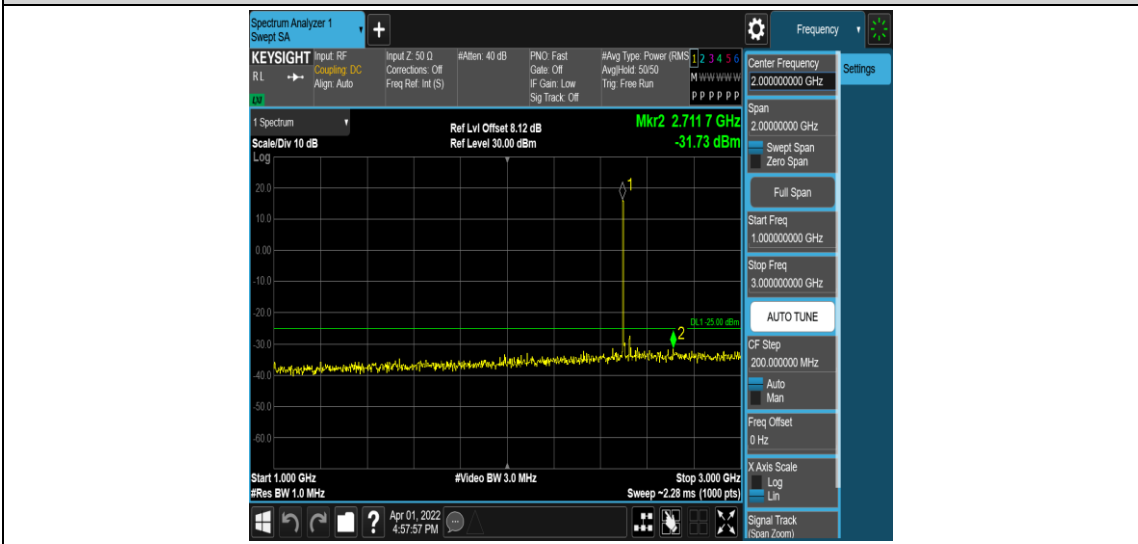 Spectrum Analyzer 1
Swept SA
+
Frequency
KEYSIGHT
R L
LXI
Input: RF
Coupling: DC
Align: Auto
Input Z: 50 Ω
Corrections: Off
Freq Ref: Int (S)
#Atten: 40 dB
PNO: Fast
Gate: Off
IF Gain: Low
Sig Track: Off
#Avg Type: Power (RMS
Avg|Hold: 50/50
Trig: Free Run
1 2 3 4 5 6
M W W W W W
P P P P P P
Center Frequency
2.000000000 GHz
Settings
1 Spectrum
Scale/Div 10 dB
Log
Ref Lvl Offset 8.12 dB
Ref Level 30.00 dBm
Mkr2 2.711 7 GHz
-31.73 dBm
Span
2.00000000 GHz
Swept Span
Zero Span
Full Span
Start Freq
1.000000000 GHz
Stop Freq
3.000000000 GHz
AUTO TUNE
CF Step
200.000000 MHz
Auto
Man
Freq Offset
0 Hz
X Axis Scale
Log
Lin
Signal Track
(Span Zoom)
20.0
10.0
0.00
-10.0
-20.0
-30.0
-40.0
-50.0
-60.0
1
DL1 -25.00 dBm
2
Start 1.000 GHz
#Res BW 1.0 MHz
#Video BW 3.0 MHz
Stop 3.000 GHz
Sweep ~2.28 ms (1000 pts)
?
Apr 01, 2022
4:57:57 PM